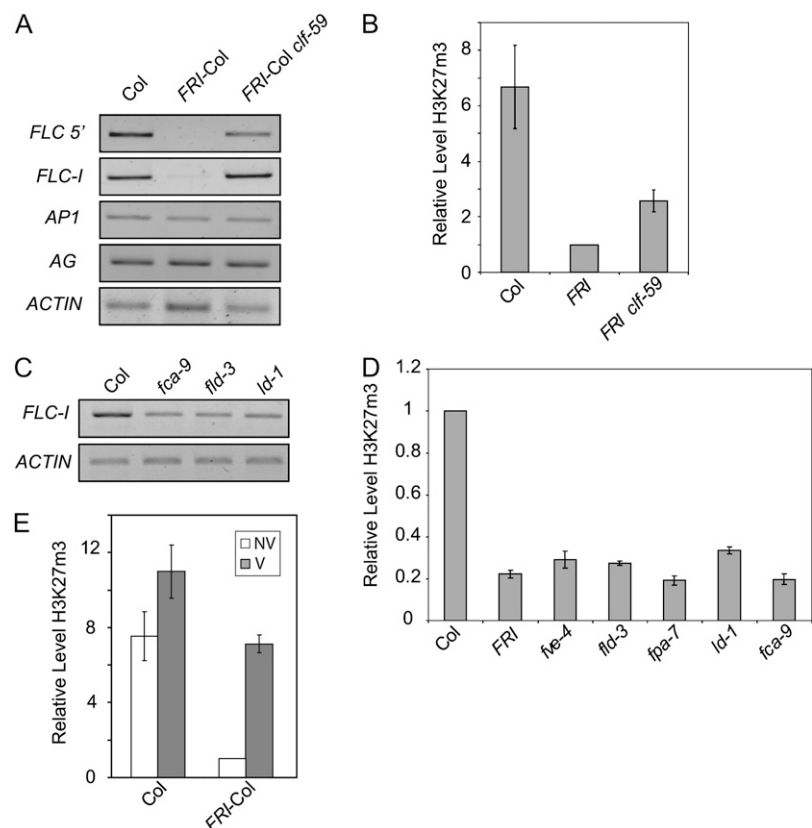 A
Col
FRI-Col
FRI-Col clf-59
FLC 5'
FLC-I
AP1
AG
ACTIN
B
Relative Level H3K27m3
8
6
4
2
0
Col
FRI
FRI clf-59
C
Col
fca-9
fld-3
ld-1
FLC-I
ACTIN
D
Relative Level H3K27m3
1.2
1
0.8
0.6
0.4
0.2
0
Col
FRI
fve-4
fld-3
fpa-7
ld-1
fca-9
E
Relative Level H3K27m3
12
8
4
0
NV
V
Col
FRI-Col